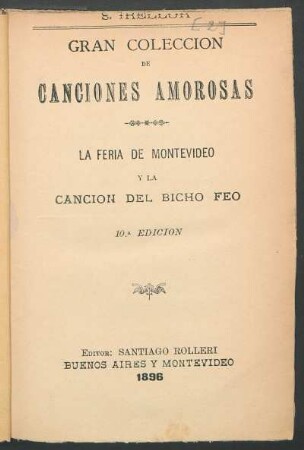 [2]
GRAN COLECCION
DE
CANCIONES AMOROSAS
LA FERIA DE MONTEVIDEO
Y LA
CANCION DEL BICHO FEO
10.ª EDICION
EDITOR: SANTIAGO ROLLERI
BUENOS AIRES Y MONTEVIDEO
1896